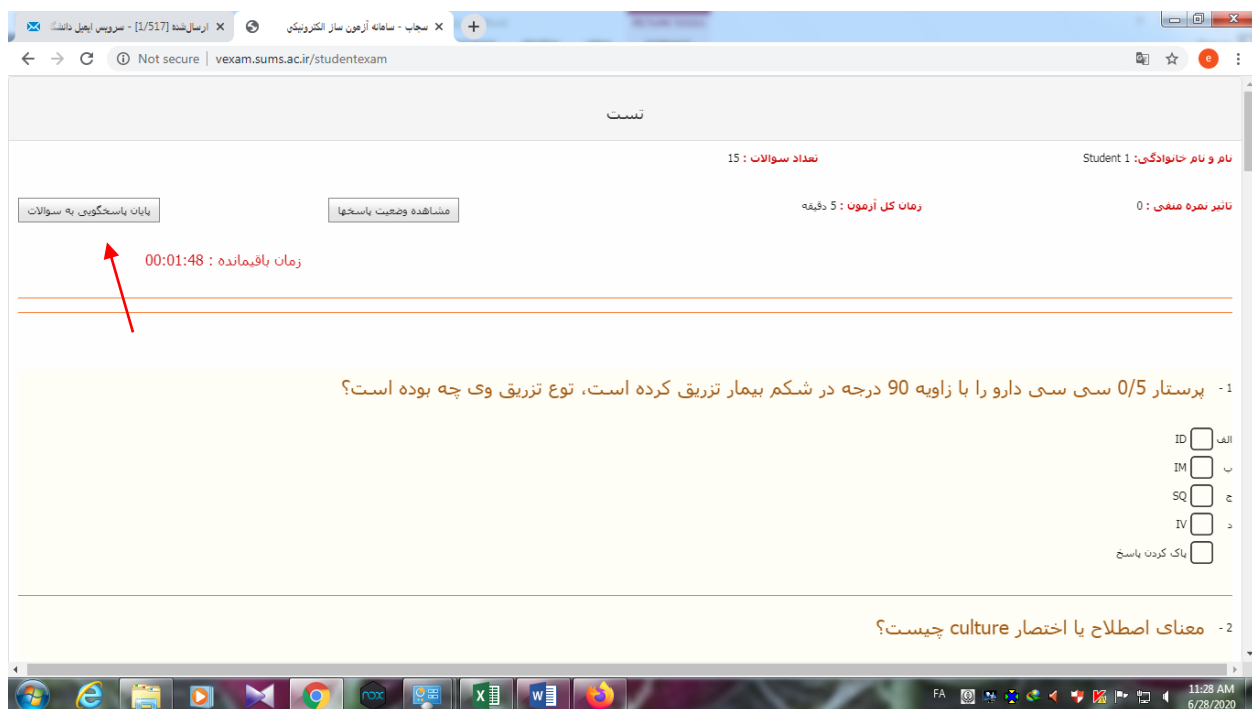 ارسال‌شده [1/517] - سرویس ایمیل دانشگ
سجاب - سامانه آزمون ساز الکترونیکی
Not secure | vexam.sums.ac.ir/studentexam
e
تست
نام و نام خانوادگی: Student 1
تعداد سوالات : 15
تاثیر نمره منفی : 0
زمان کل آزمون : 5 دقیقه
مشاهده وضعیت پاسخها
پایان پاسخگویی به سوالات
زمان باقیمانده : 00:01:48
1 - پرستار 0/5 سی سی دارو را با زاویه 90 درجه در شکم بیمار تزریق کرده است، توع تزریق وی چه بوده است؟
الف ID
ب IM
ج SQ
د IV
پاک کردن پاسخ
2 - معنای اصطلاح یا اختصار culture چیست؟
nox
FA
11:28 AM
6/28/2020